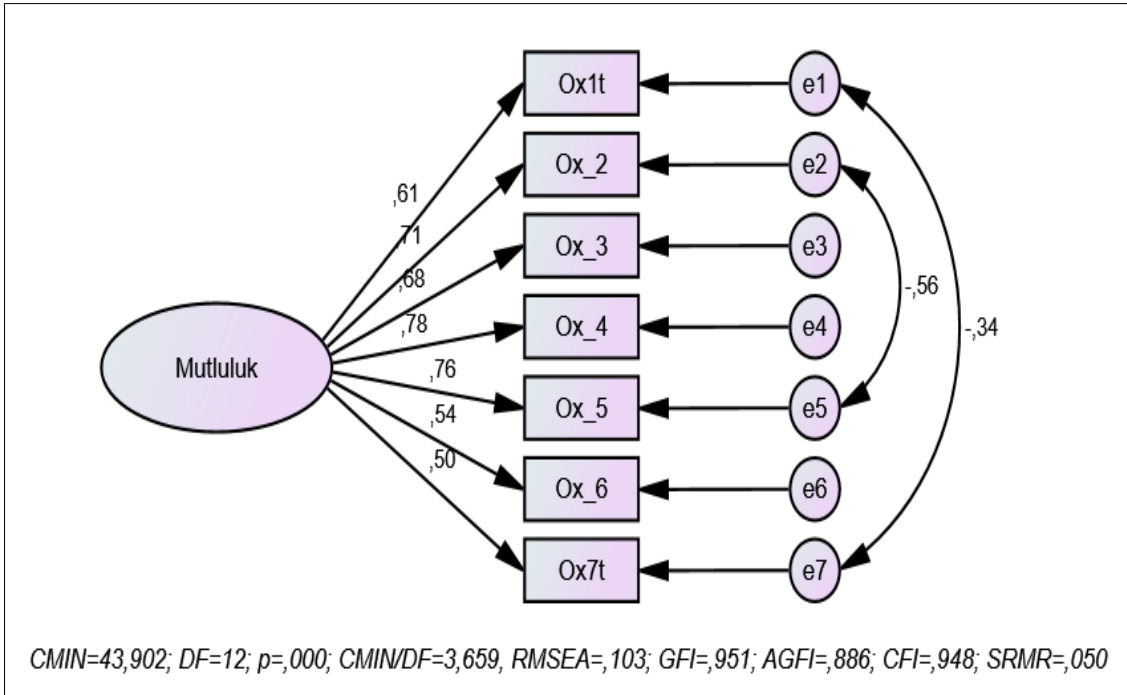 Ox1t
e1
,61
Ox_2
e2
,71
Ox_3
e3
,68
-,56
Ox_4
e4
,78
-,34
Mutluluk
,76
Ox_5
e5
,54
,50
Ox_6
e6
Ox7t
e7
CMIN=43,902; DF=12; p=,000; CMIN/DF=3,659, RMSEA=,103; GFI=,951; AGFI=,886; CFI=,948; SRMR=,050